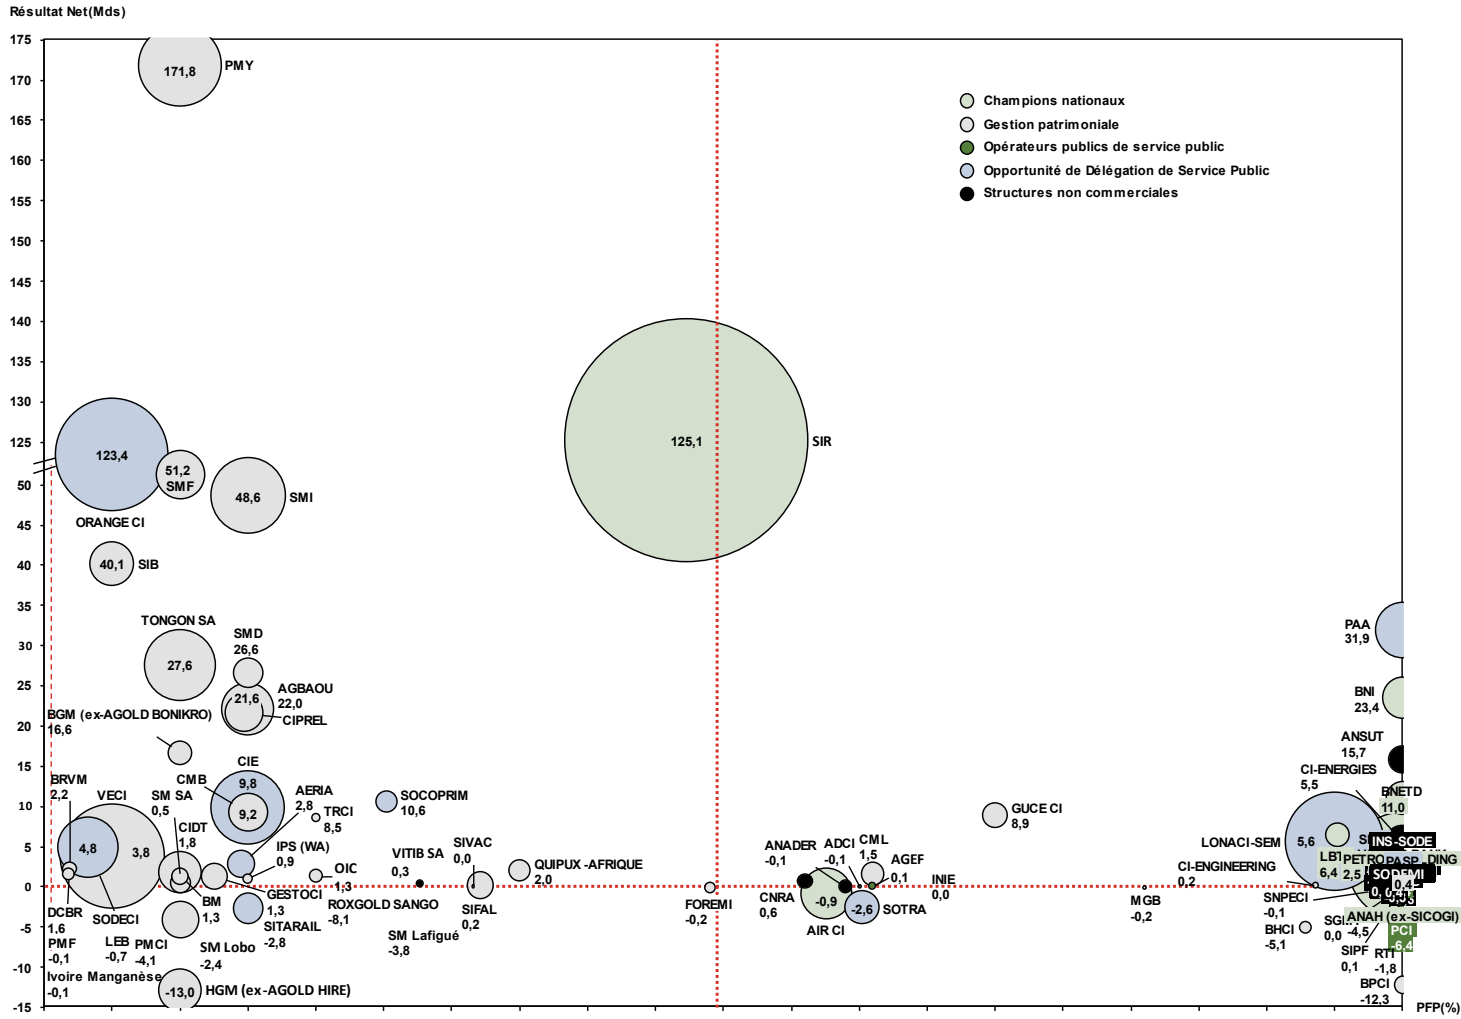 Résultat Net(Mds)
175
170
165
160
155
150
145
140
135
130
125
50
45
40
35
30
25
20
15
10
5
0
-5
-10
-15
PFP(%)
Champions nationaux
Gestion patrimoniale
Opérateurs publics de service public
Opportunité de Délégation de Service Public
Structures non commerciales
171,8
PMY
125,1
SIR
123,4
ORANGE CI
51,2
SMF
48,6
SMI
40,1
SIB
TONGON SA
27,6
SMD
26,6
21,6
AGBAOU
22,0
CIPREL
BGM (ex-AGOLD BONIKRO)
16,6
BRVM
2,2
VECI
4,8
3,8
SM SA
0,5
CMB
CIE
9,8
9,2
CIDT
1,8
AERIA
2,8
TRCI
8,5
SOCOPRIM
10,6
IPS (WA)
0,9
OIC
1,3
VITIB SA
0,3
SIVAC
0,0
QUIPUX -AFRIQUE
2,0
DCBR
1,6
PMF
-0,1
Ivoire Manganèse
-0,1
SODECI
LEB
-0,7
PMCI
-4,1
BM
1,3
GESTOCI
1,3
SITARAIL
-2,8
SM Lobo
-2,4
ROXGOLD SANGO
-8,1
SM Lafigué
-3,8
SIFAL
0,2
-13,0
HGM (ex-AGOLD HIRE)
FOREMI
-0,2
ANADER
-0,1
ADCI
-0,1
CML
1,5
AGEF
0,1
INIE
0,0
CNRA
0,6
-0,9
AIR CI
-2,6
SOTRA
GUCE CI
8,9
MGB
-0,2
PAA
31,9
BNI
23,4
ANSUT
15,7
CI-ENERGIES
5,5
BNETD
11,0
LONACI-SEM
5,6
INS-SODE
LBT
6,4
PETRO
2,5
PASP
DING
SODEMI
0,4
CI-ENGINEERING
0,2
SNPECI
-0,1
BHCI
-5,1
0,0
ANAH (ex-SICOGI)
-4,5
PCI
-6,4
SIPF
0,1
RTI
-1,8
BPCI
-12,3